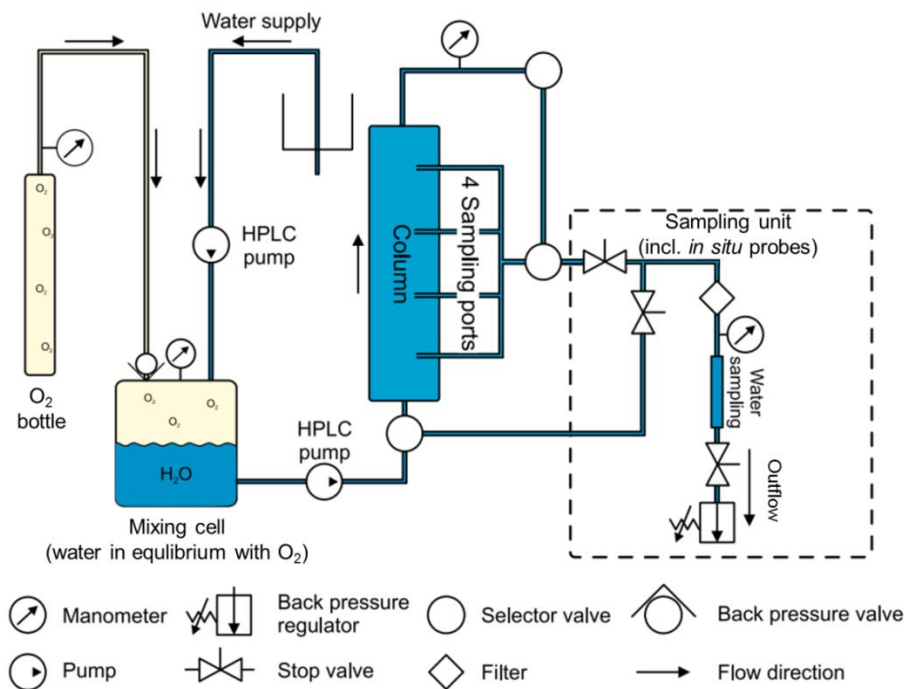 Water supply
O2
O2
O2
O2
O2
bottle
HPLC
pump
O2
O2
O2
H2O
Mixing cell
(water in equlibrium with O2)
HPLC
pump
Column
4 Sampling ports
Sampling unit
(incl. in situ probes)
Water
sampling
Outflow
Manometer
Back pressure
regulator
Selector valve
Back pressure valve
Pump
Stop valve
Filter
Flow direction